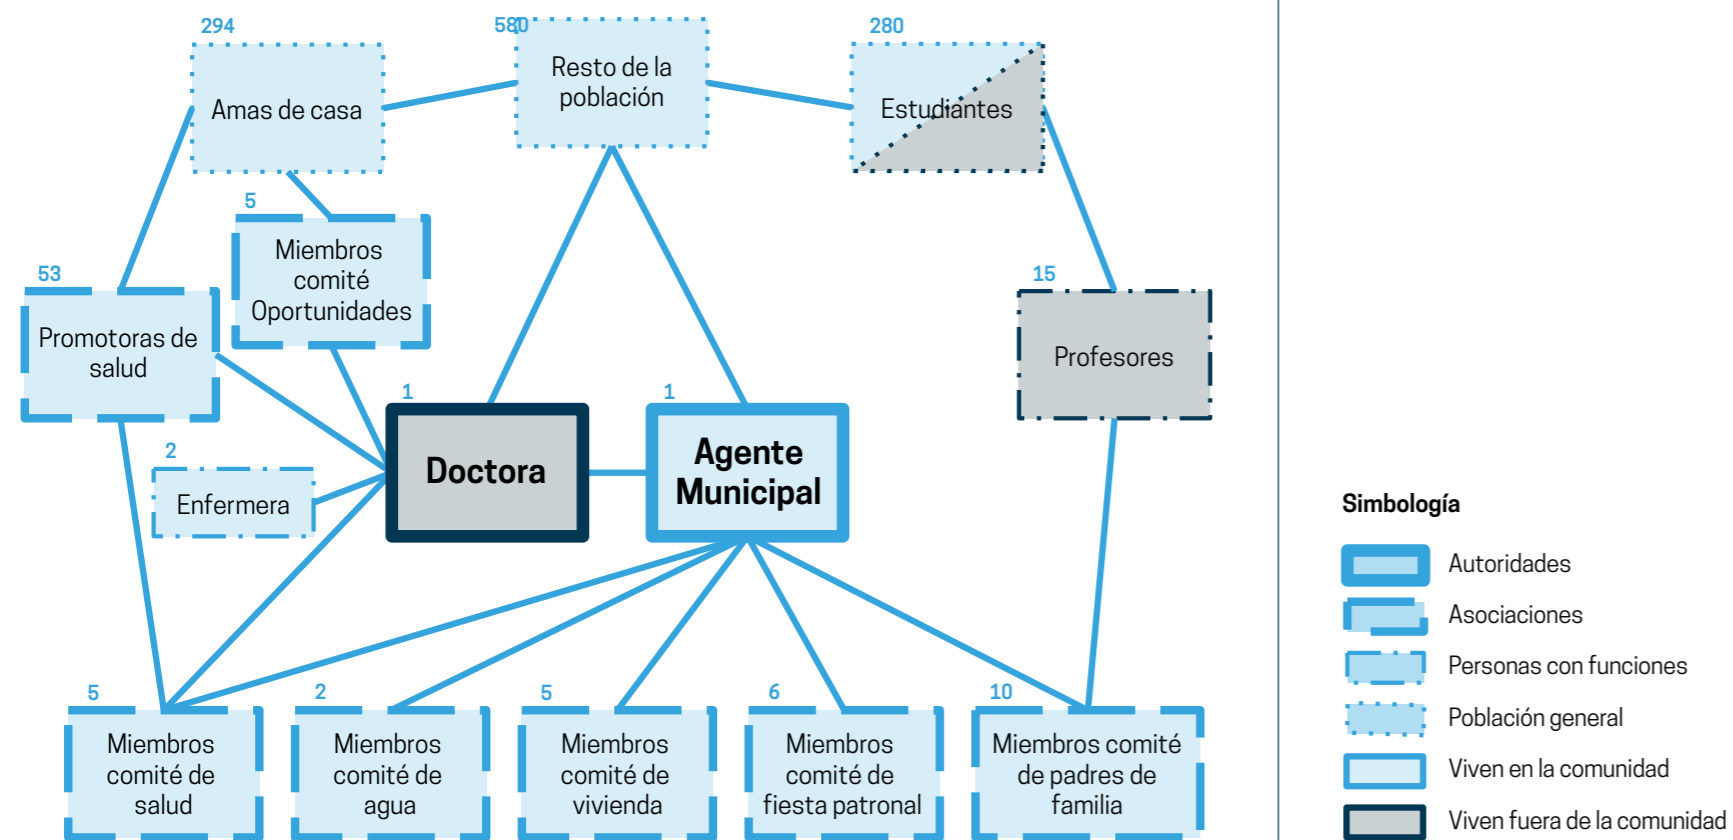 294
Amas de casa
580
Resto de la
población
280
Estudiantes
5
Miembros
comité
Oportunidades
53
Promotoras de
salud
15
Profesores
2
Enfermera
1
Doctora
1
Agente
Municipal
5
Miembros
comité de
salud
2
Miembros
comité de
agua
5
Miembros
comité de
vivienda
6
Miembros
comité de
fiesta patronal
10
Miembros comité
de padres de
familia
Simbología
Autoridades
Asociaciones
Personas con funciones
Población general
Viven en la comunidad
Viven fuera de la comunidad